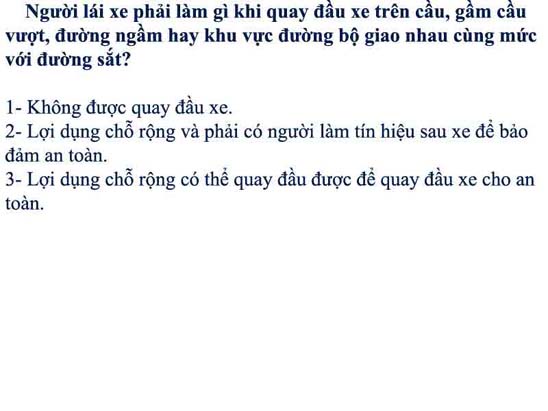 Người lái xe phải làm gì khi quay đầu xe trên cầu, gầm cầu
vượt, đường ngầm hay khu vực đường bộ giao nhau cùng mức
với đường sắt?
1- Không được quay đầu xe.
2- Lợi dụng chỗ rộng và phải có người làm tín hiệu sau xe để bảo
đảm an toàn.
3- Lợi dụng chỗ rộng có thể quay đầu được để quay đầu xe cho an
toàn.